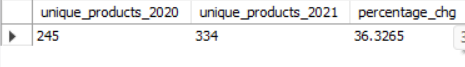 unique_products_2020 unique_products_2021 percentage_chg
245 334 36.3265